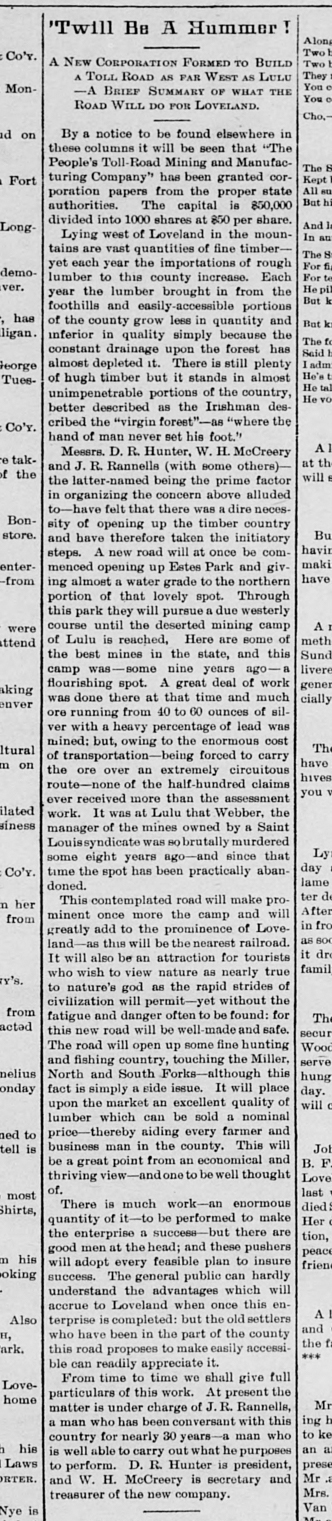 'Twill Be A Hummer!
A New Corporation Formed to Build
a Toll Road as far West as Lulu
—A Brief Summary of what the
Road Will do for Loveland.
By a notice to be found elsewhere in
these columns it will be seen that "The
People's Toll-Road Mining and Manufac-
turing Company" has been granted cor-
poration papers from the proper state
authorities. The capital is $50,000
divided into 1000 shares at $50 per share.
Lying west of Loveland in the moun-
tains are vast quantities of fine timber—
yet each year the importations of rough
lumber to this county increase. Each
year the lumber brought in from the
foothills and easily-accessible portions
of the county grow less in quantity and
inferior in quality simply because the
constant drainage upon the forest has
almost depleted it. There is still plenty
of hugh timber but it stands in almost
unimpenetrable portions of the country,
better described as the Irishman des-
cribed the "virgin forest"—as "where the
hand of man never set his foot."
Messrs. D. R. Hunter, W. H. McCreery
and J. R. Rannells (with some others)—
the latter-named being the prime factor
in organizing the concern above alluded
to—have felt that there was a dire neces-
sity of opening up the timber country
and have therefore taken the initiatory
steps. A new road will at once be com-
menced opening up Estes Park and giv-
ing almost a water grade to the northern
portion of that lovely spot. Through
this park they will pursue a due westerly
course until the deserted mining camp
of Lulu is reached, Here are some of
the best mines in the state, and this
camp was—some nine years ago—a
flourishing spot. A great deal of work
was done there at that time and much
ore running from 40 to 60 ounces of sil-
ver with a heavy percentage of lead was
mined; but, owing to the enormous cost
of transportation—being forced to carry
the ore over an extremely circuitous
route—none of the half-hundred claims
ever received more than the assessment
work. It was at Lulu that Webber, the
manager of the mines owned by a Saint
Louis syndicate was so brutally murdered
some eight years ago—and since that
time the spot has been practically aban-
doned.
This contemplated road will make pro-
minent once more the camp and will
greatly add to the prominence of Love-
land—as this will be the nearest railroad.
It will also be an attraction for tourists
who wish to view nature as nearly true
to nature's god as the rapid strides of
civilization will permit—yet without the
fatigue and danger often to be found: for
this new road will be well-made and safe.
The road will open up some fine hunting
and fishing country, touching the Miller,
North and South Forks—although this
fact is simply a side issue. It will place
upon the market an excellent quality of
lumber which can be sold a nominal
price—thereby aiding every farmer and
business man in the county. This will
be a great point from an economical and
thriving view—and one to be well thought
of.
There is much work—an enormous
quantity of it—to be performed to make
the enterprise a success—but there are
good men at the head; and these pushers
will adopt every feasible plan to insure
success. The general public can hardly
understand the advantages which will
accrue to Loveland when this en-
terprise is completed: but the old settlers
who have been in the part of the county
this road proposes to make easily accessi-
ble can readily appreciate it.
From time to time we shall give full
particulars of this work. At present the
matter is under charge of J. R. Rannells,
a man who has been conversant with this
country for nearly 30 years—a man who
is well able to carry out what he purposes
to perform. D. R. Hunter is president,
and W. H. McCreery is secretary and
treasurer of the new company.